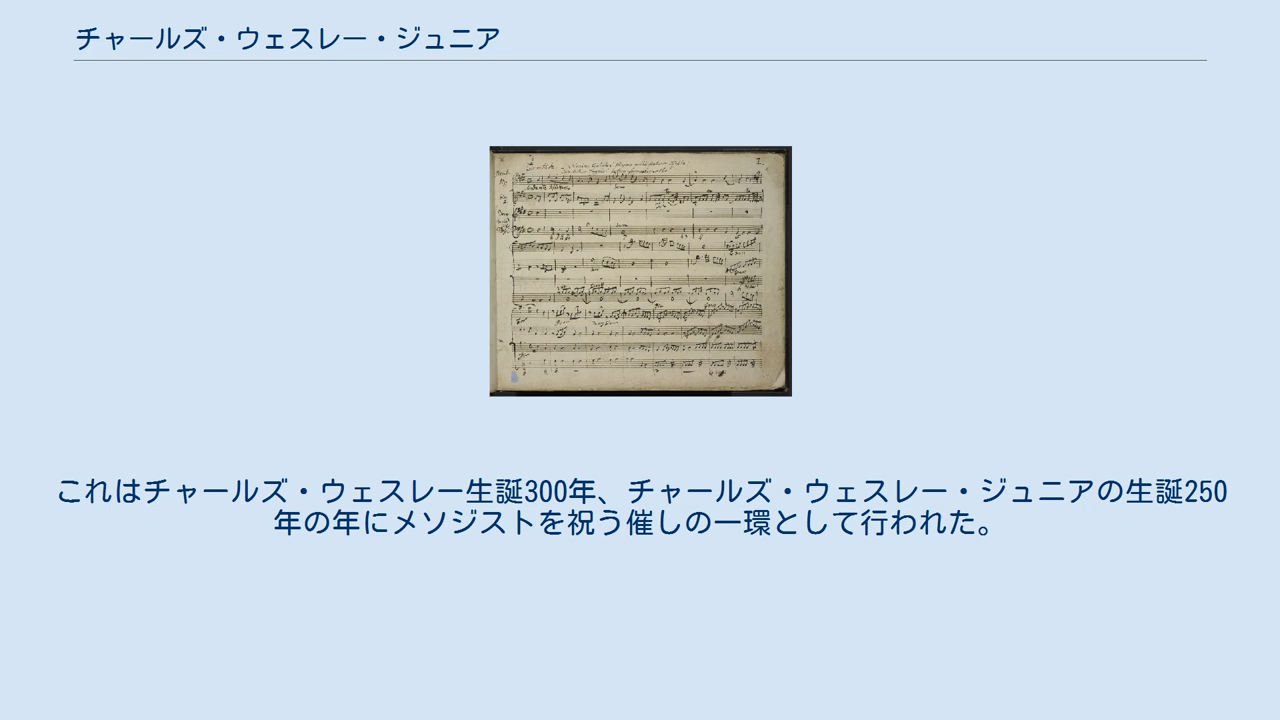 チャールズ・ウェスレー・ジュニア
これはチャールズ・ウェスレー生誕300年、チャールズ・ウェスレー・ジュニアの生誕250
年の年にメソジストを祝う催しの一環として行われた。